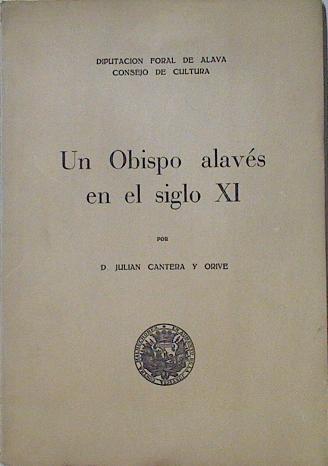 DIPUTACION FORAL DE ALAVA
CONSEJO DE CULTURA
Un Obispo alavés
en el siglo XI
POR
D. JULIAN CANTERA Y ORIVE